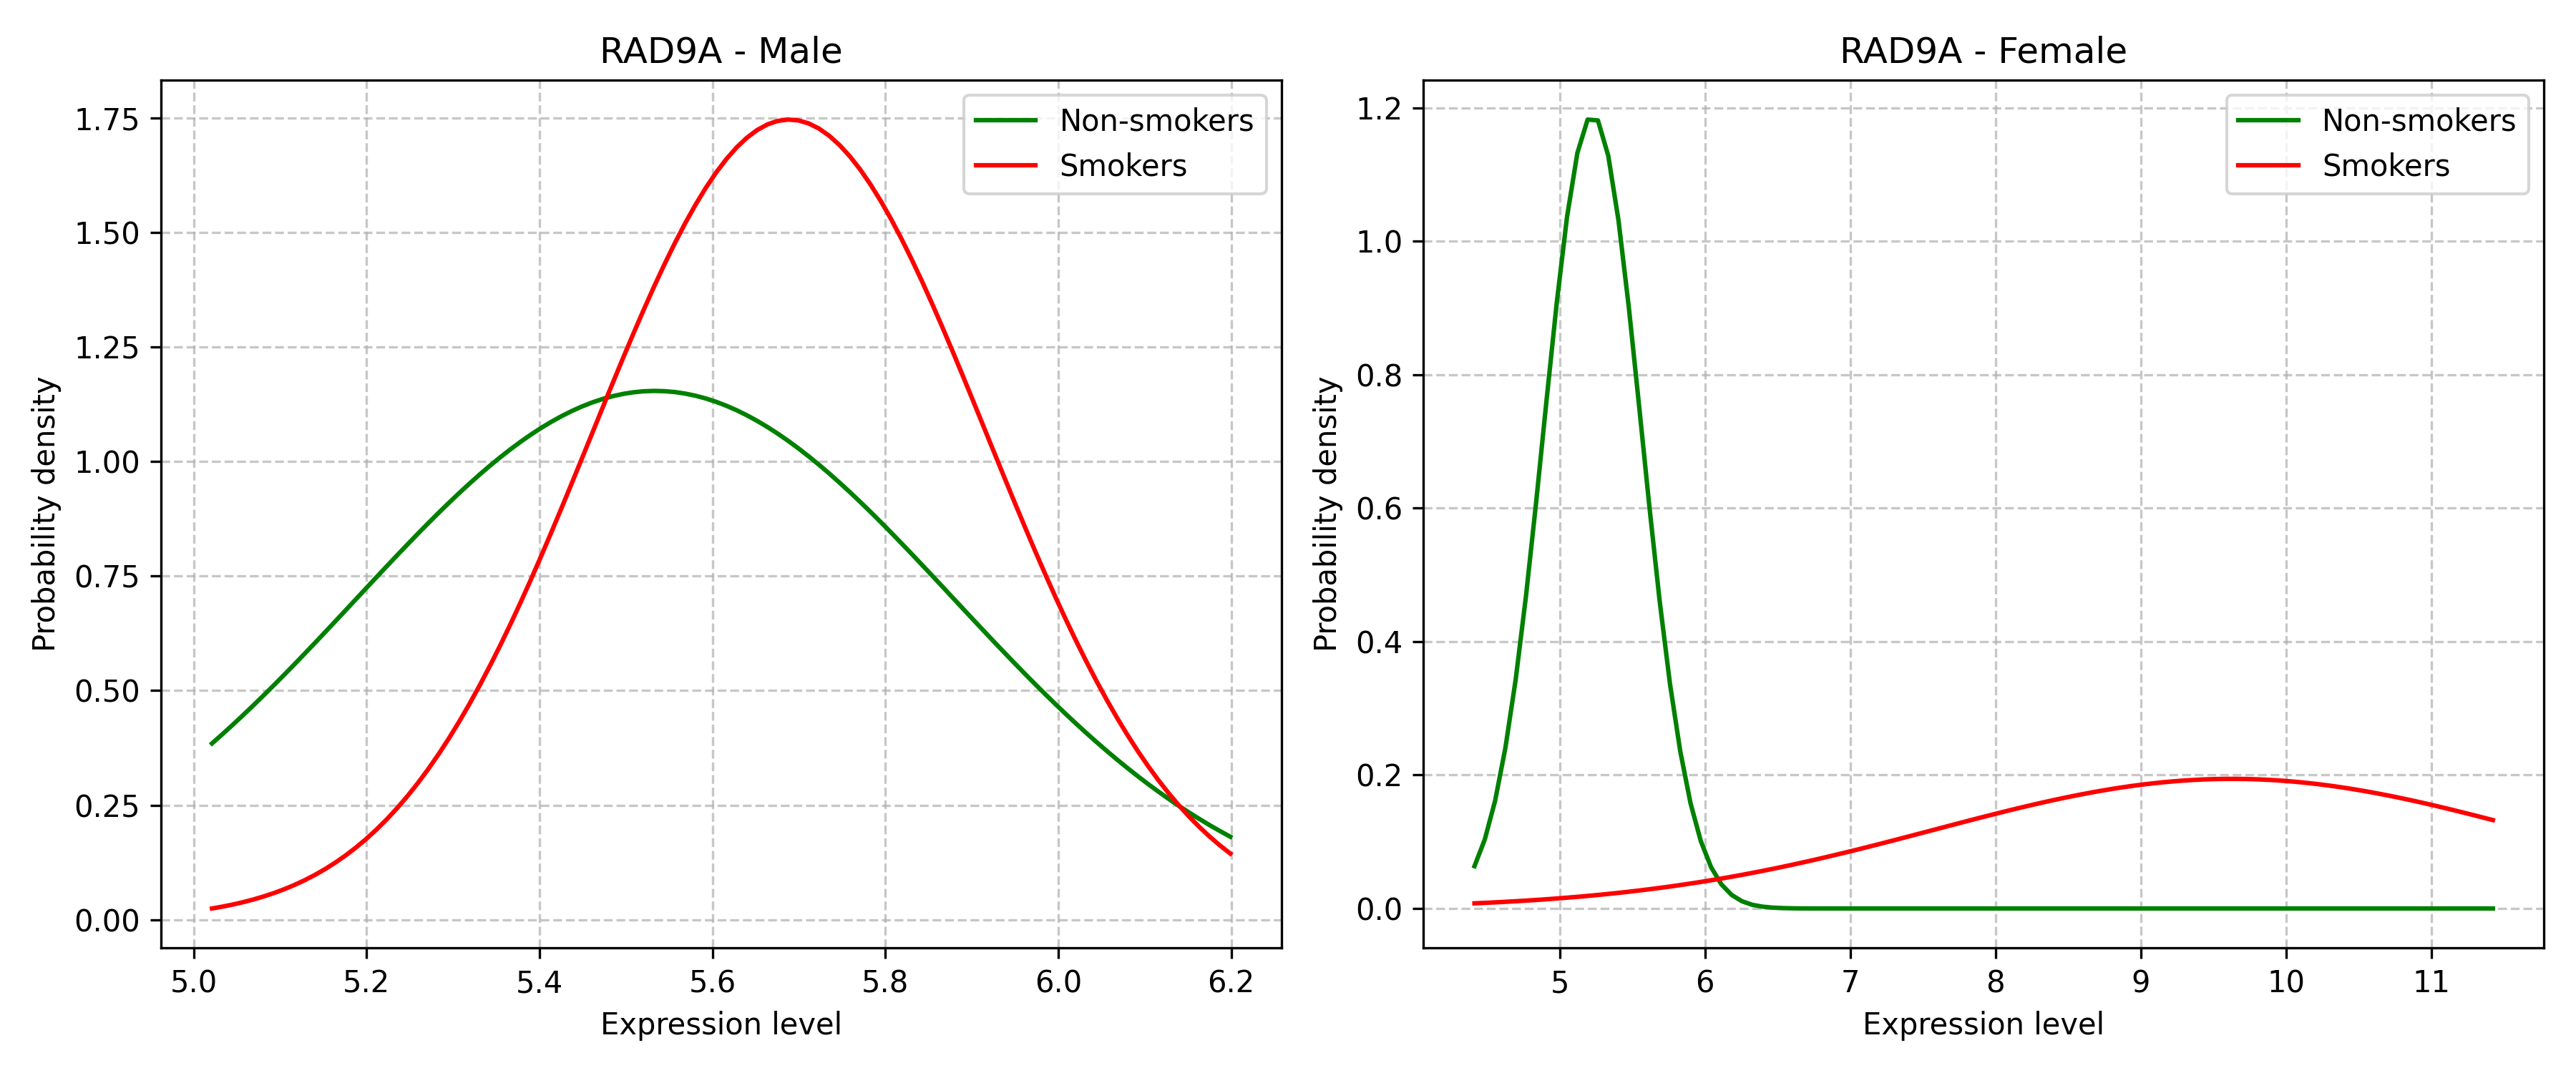 RAD9A - Male
Non-smokers
Smokers
Probability density
1.75
1.50
1.25
1.00
0.75
0.50
0.25
0.00
5.0 5.2 5.4 5.6 5.8 6.0 6.2
Expression level
RAD9A - Female
Non-smokers
Smokers
Probability density
1.2
1.0
0.8
0.6
0.4
0.2
0.0
5 6 7 8 9 10 11
Expression level